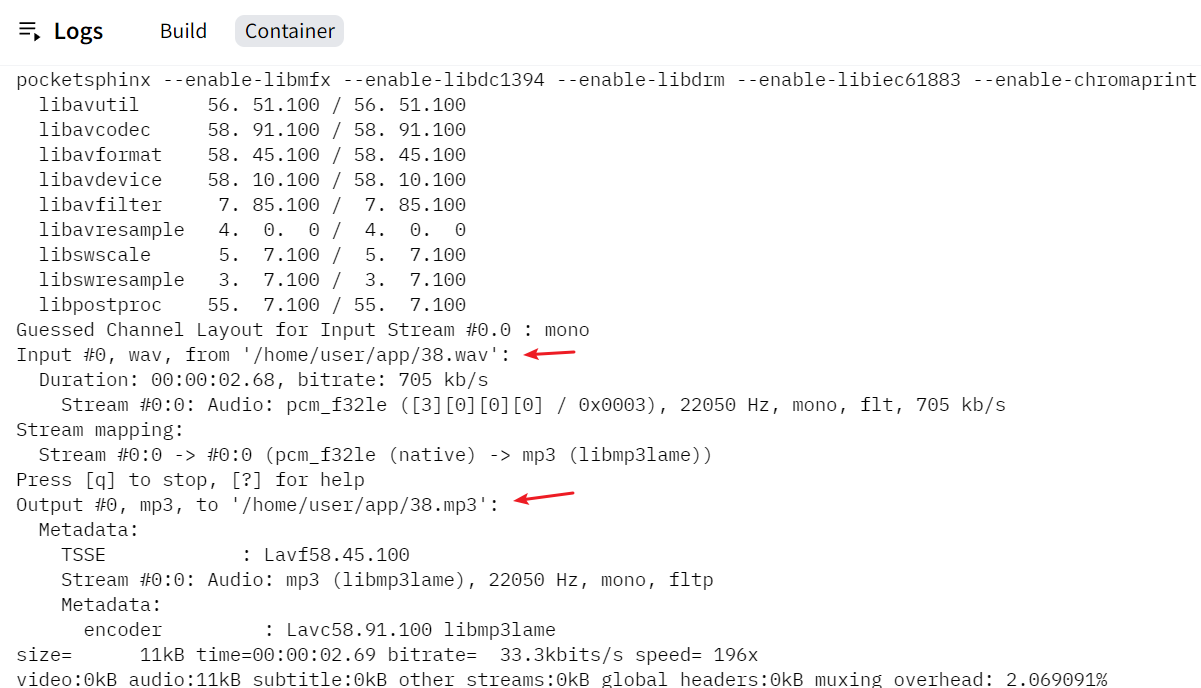 Logs Build Container
pocketsphinx --enable-libmfx --enable-libdc1394 --enable-libdrm --enable-libiec61883 --enable-chromaprint
libavutil 56. 51.100 / 56. 51.100
libavcodec 58. 91.100 / 58. 91.100
libavformat 58. 45.100 / 58. 45.100
libavdevice 58. 10.100 / 58. 10.100
libavfilter 7. 85.100 / 7. 85.100
libavresample 4. 0. 0 / 4. 0. 0
libswscale 5. 7.100 / 5. 7.100
libswresample 3. 7.100 / 3. 7.100
libpostproc 55. 7.100 / 55. 7.100
Guessed Channel Layout for Input Stream #0.0 : mono
Input #0, wav, from '/home/user/app/38.wav':
Duration: 00:00:02.68, bitrate: 705 kb/s
Stream #0:0: Audio: pcm_f32le ([3][0][0][0] / 0x0003), 22050 Hz, mono, flt, 705 kb/s
Stream mapping:
Stream #0:0 -> #0:0 (pcm_f32le (native) -> mp3 (libmp3lame))
Press [q] to stop, [?] for help
Output #0, mp3, to '/home/user/app/38.mp3':
Metadata:
TSSE : Lavf58.45.100
Stream #0:0: Audio: mp3 (libmp3lame), 22050 Hz, mono, fltp
Metadata:
encoder : Lavc58.91.100 libmp3lame
size= 11kB time=00:00:02.69 bitrate= 33.3kbits/s speed= 196x
video:0kB audio:11kB subtitle:0kB other streams:0kB global headers:0kB muxing overhead: 2.069091%